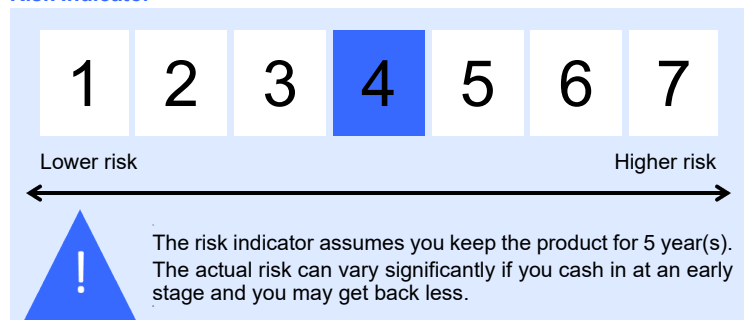 Risk Indicator
1 2 3 4 5 6 7
Lower risk Higher risk
!
The risk indicator assumes you keep the product for 5 year(s).
The actual risk can vary significantly if you cash in at an early
stage and you may get back less.